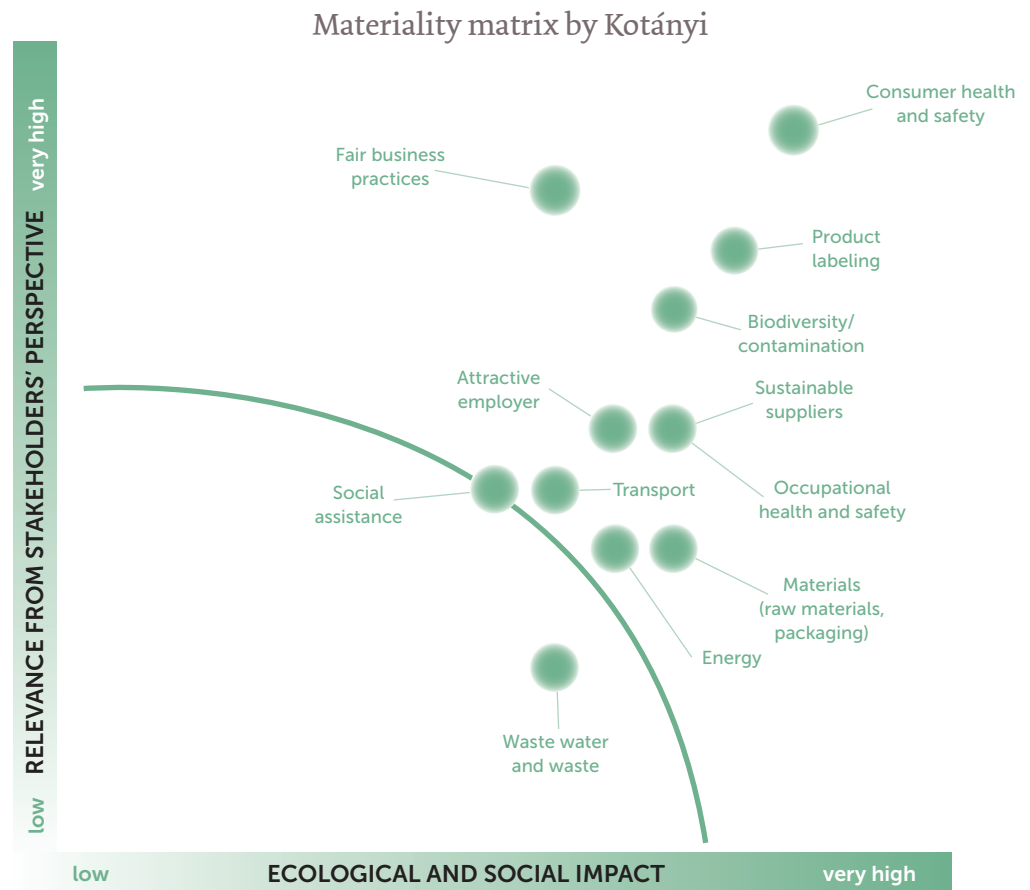 Materiality matrix by Kotányi
very high
RELEVANCE FROM STAKEHOLDERS’ PERSPECTIVE
low
Consumer health
and safety
Fair business
practices
Product
labeling
Biodiversity/
contamination
Attractive
employer
Sustainable
suppliers
Social
assistance
Transport
Occupational
health and safety
Materials
(raw materials,
packaging)
Energy
Waste water
and waste
low
ECOLOGICAL AND SOCIAL IMPACT
very high